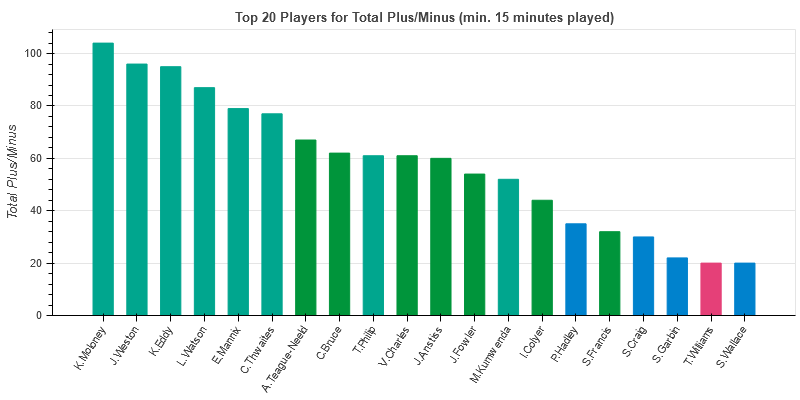 Top 20 Players for Total Plus/Minus (min. 15 minutes played)
Total Plus/Minus
100
80
60
40
20
0
K.Moloney
J.Weston
K.Eddy
L.Watson
E.Mannix
C.Thwaites
A.Teague-Neeld
C.Bruce
T.Philip
V.Charles
J.Anstiss
J.Fowler
M.Kumwenda
I.Colyer
P.Hadley
S.Francis
S.Craig
S.Garbin
T.Williams
S.Wallace